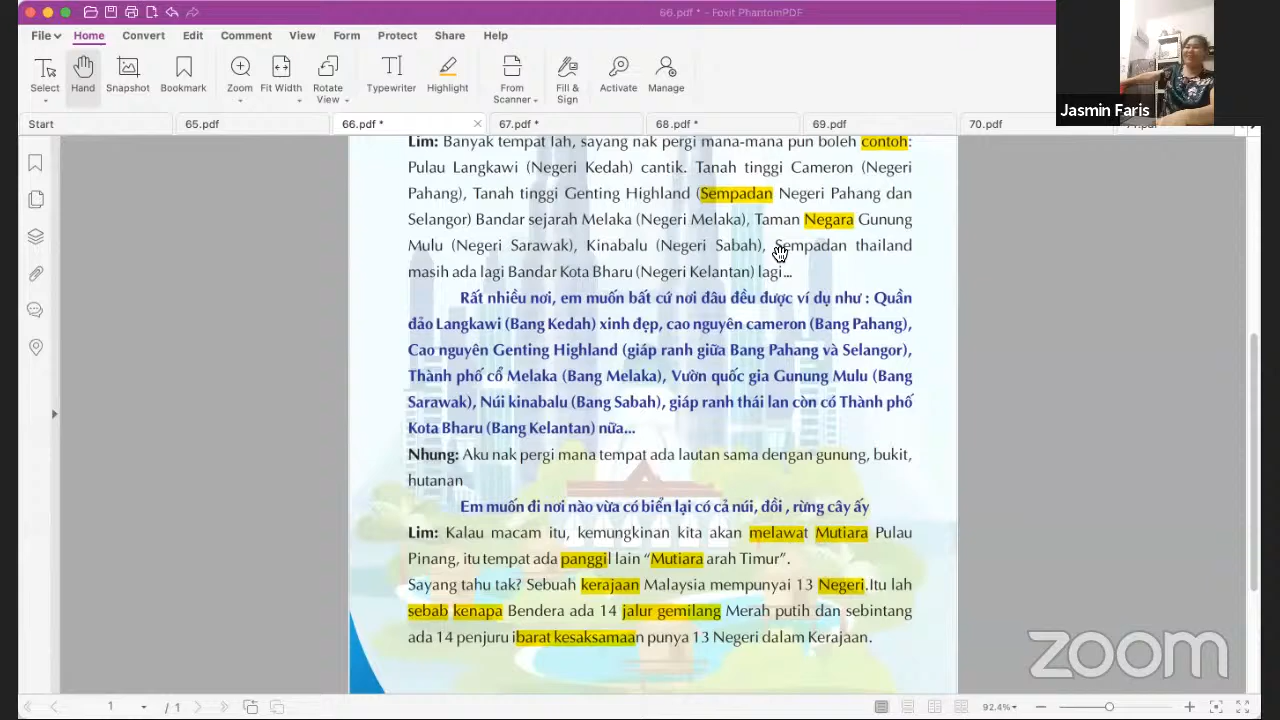 66.pdf * - Foxit PhantomPDF
File Home Convert Edit Comment View Form Protect Share Help
Select Hand Snapshot Bookmark Zoom Fit Width Rotate View From Scanner Typewriter Highlight Fill & Sign Activate Manage
Jasmin Faris
Start 65.pdf 66.pdf * 67.pdf * 68.pdf * 69.pdf 70.pdf
Lim: Banyak tempat lah, sayang nak pergi mana-mana pun boleh contoh:
Pulau Langkawi (Negeri Kedah) cantik. Tanah tinggi Cameron (Negeri
Pahang), Tanah tinggi Genting Highland (Sempadan Negeri Pahang dan
Selangor) Bandar sejarah Melaka (Negeri Melaka), Taman Negara Gunung
Mulu (Negeri Sarawak), Kinabalu (Negeri Sabah), Sempadan thailand
masih ada lagi Bandar Kota Bharu (Negeri Kelantan) lagi...
Rất nhiều nơi, em muốn bất cứ nơi đâu đều được ví dụ như : Quần
đảo Langkawi (Bang Kedah) xinh đẹp, cao nguyên cameron (Bang Pahang),
Cao nguyên Genting Highland (giáp ranh giữa Bang Pahang và Selangor),
Thành phố cổ Melaka (Bang Melaka), Vườn quốc gia Gunung Mulu (Bang
Sarawak), Núi kinabalu (Bang Sabah), giáp ranh thái lan còn có Thành phố
Kota Bharu (Bang Kelantan) nữa...
Nhung: Aku nak pergi mana tempat ada lautan sama dengan gunung, bukit,
hutanan
Em muốn đi nơi nào vừa có biển lại có cả núi, đồi , rừng cây ấy
Lim: Kalau macam itu, kemungkinan kita akan melawat Mutiara Pulau
Pinang, itu tempat ada panggil lain “Mutiara arah Timur”.
Sayang tahu tak? Sebuah kerajaan Malaysia mempunyai 13 Negeri.Itu lah
sebab kenapa Bendera ada 14 jalur gemilang Merah putih dan sebintang
ada 14 penjuru ibarat kesaksamaan punya 13 Negeri dalam Kerajaan.
zoom
1 / 1 92.4%